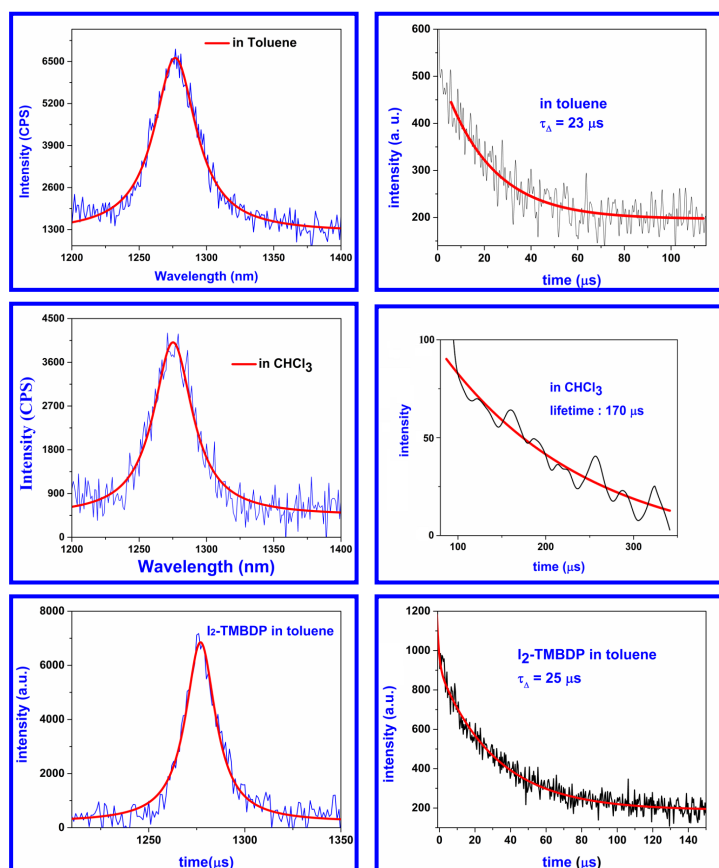 in Toluene
Intensity (CPS)
6500
5200
3900
2600
1300
1200
1250
1300
1350
1400
Wavelength (nm)
in toluene
τΔ = 23 μs
intensity (a. u.)
600
500
400
300
200
0
20
40
60
80
100
time (μs)
in CHCl3
Intensity (CPS)
4500
3600
2700
1800
900
0
1200
1250
1300
1350
1400
Wavelength (nm)
in CHCl3
lifetime : 170 μs
intensity
100
50
0
100
200
300
time (μs)
I2-TMBDP in toluene
intensity (a.u.)
8000
6000
4000
2000
0
1250
1300
1350
time(μs)
I2-TMBDP in toluene
τΔ = 25 μs
intensity (a.u.)
1200
1000
800
600
400
200
0
20
40
60
80
100
120
140
time (μs)